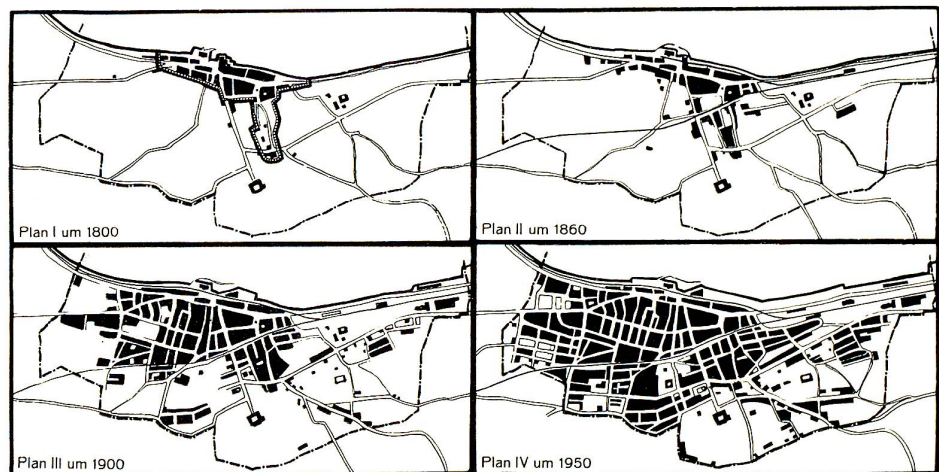 Plan I um 1800
Plan II um 1860
Plan III um 1900
Plan IV um 1950